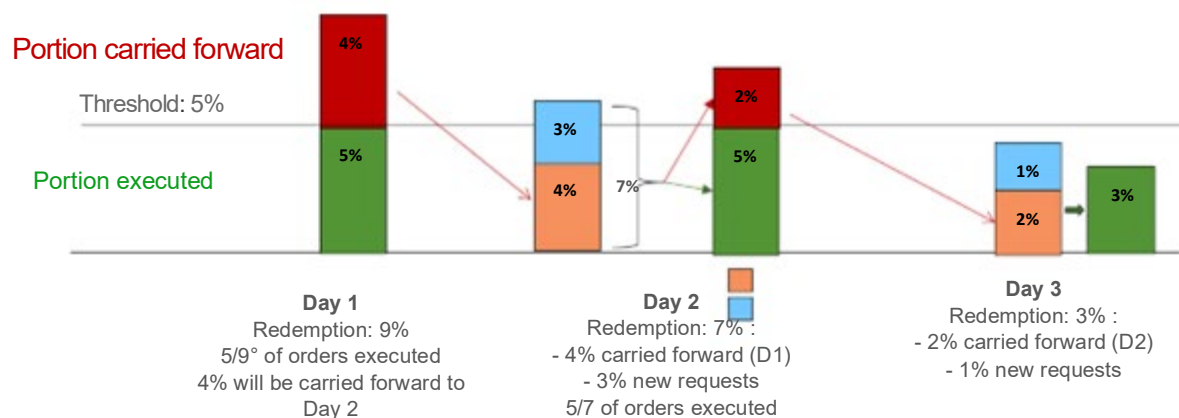 Portion carried forward
Threshold: 5%
Portion executed
4%
5%
3%
4%
7%
2%
5%
1%
2%
3%
Day 1
Redemption: 9%
5/9° of orders executed
4% will be carried forward to
Day 2
Day 2
Redemption: 7% :
- 4% carried forward (D1)
- 3% new requests
5/7 of orders executed
Day 3
Redemption: 3% :
- 2% carried forward (D2)
- 1% new requests